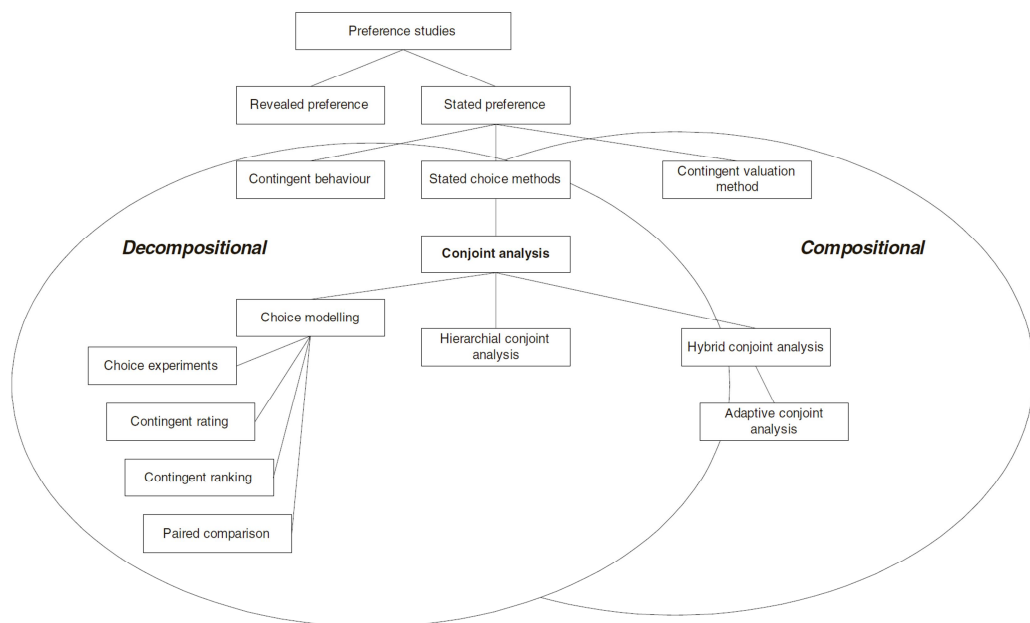 Preference studies
Revealed preference
Stated preference
Contingent behaviour
Stated choice methods
Contingent valuation
method
Decompositional
Compositional
Conjoint analysis
Choice modelling
Hierarchial conjoint
analysis
Hybrid conjoint analysis
Choice experiments
Contingent rating
Adaptive conjoint
analysis
Contingent ranking
Paired comparison